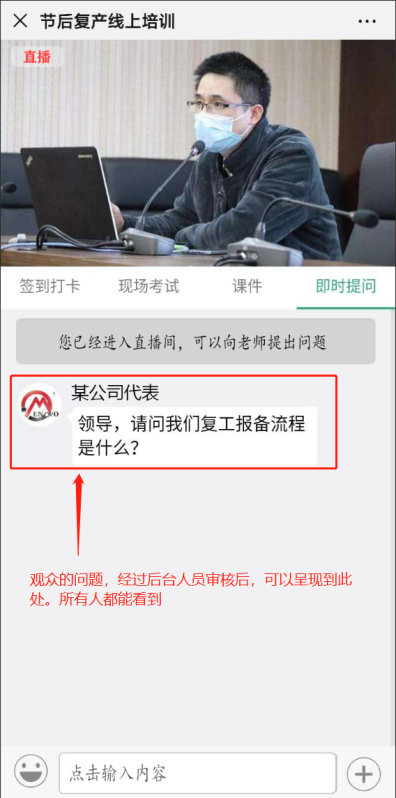 节后复产线上培训
直播
签到打卡 现场考试 课件 即时提问
您已经进入直播间，可以向老师提出问题
某公司代表
领导，请问我们复工报备流程
是什么？
观众的问题，经过后台人员审核后，可以呈现到此
处。所有人都能看到
点击输入内容